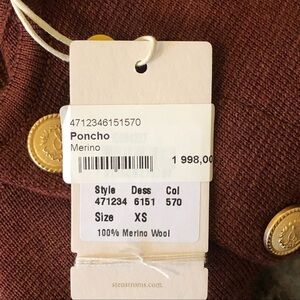 4712346151570
Poncho
Merino
1 998,00
Style Dess Col
471234 6151 570
Size XS
100% Merino Wool
stenstroms.com